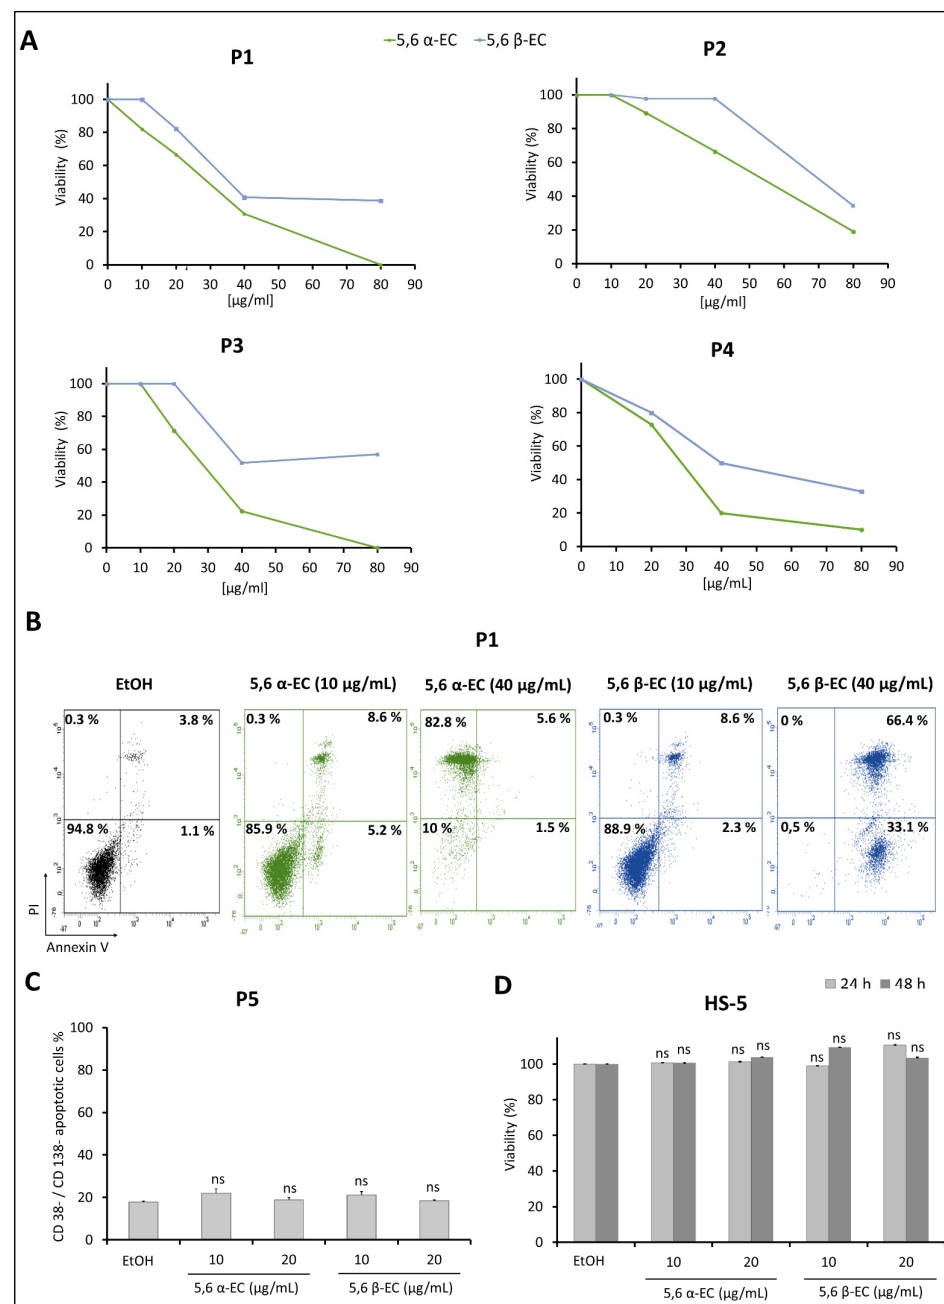 A
5,6 α-EC 5,6 β-EC
P1
P2
Viability (%)
100
80
60
40
20
0
0 10 20 30 40 50 60 70 80 90
[µg/ml]
Viability (%)
100
80
60
40
20
0
0 10 20 30 40 50 60 70 80 90
[µg/ml]
P3
P4
Viability (%)
100
80
60
40
20
0
0 10 20 30 40 50 60 70 80 90
[µg/ml]
Viability (%)
100
80
60
40
20
0
0 10 20 30 40 50 60 70 80 90
[µg/mL]
B
P1
EtOH
5,6 α-EC (10 µg/mL)
5,6 α-EC (40 µg/mL)
5,6 β-EC (10 µg/mL)
5,6 β-EC (40 µg/mL)
0.3 % 3.8 %
94.8 % 1.1 %
0.3 % 8.6 %
85.9 % 5.2 %
82.8 % 5.6 %
10 % 1.5 %
0.3 % 8.6 %
88.9 % 2.3 %
0 % 66.4 %
0,5 % 33.1 %
PI
Annexin V
C
P5
CD 38- / CD 138- apoptotic cells %
100
80
60
40
20
0
ns ns ns ns
EtOH 10 20 10 20
5,6 α-EC (µg/mL) 5,6 β-EC (µg/mL)
D
24 h 48 h
HS-5
Viability (%)
100
80
60
40
20
0
ns ns ns ns ns ns ns ns
EtOH 10 20 10 20
5,6 α-EC (µg/mL) 5,6 β-EC (µg/mL)